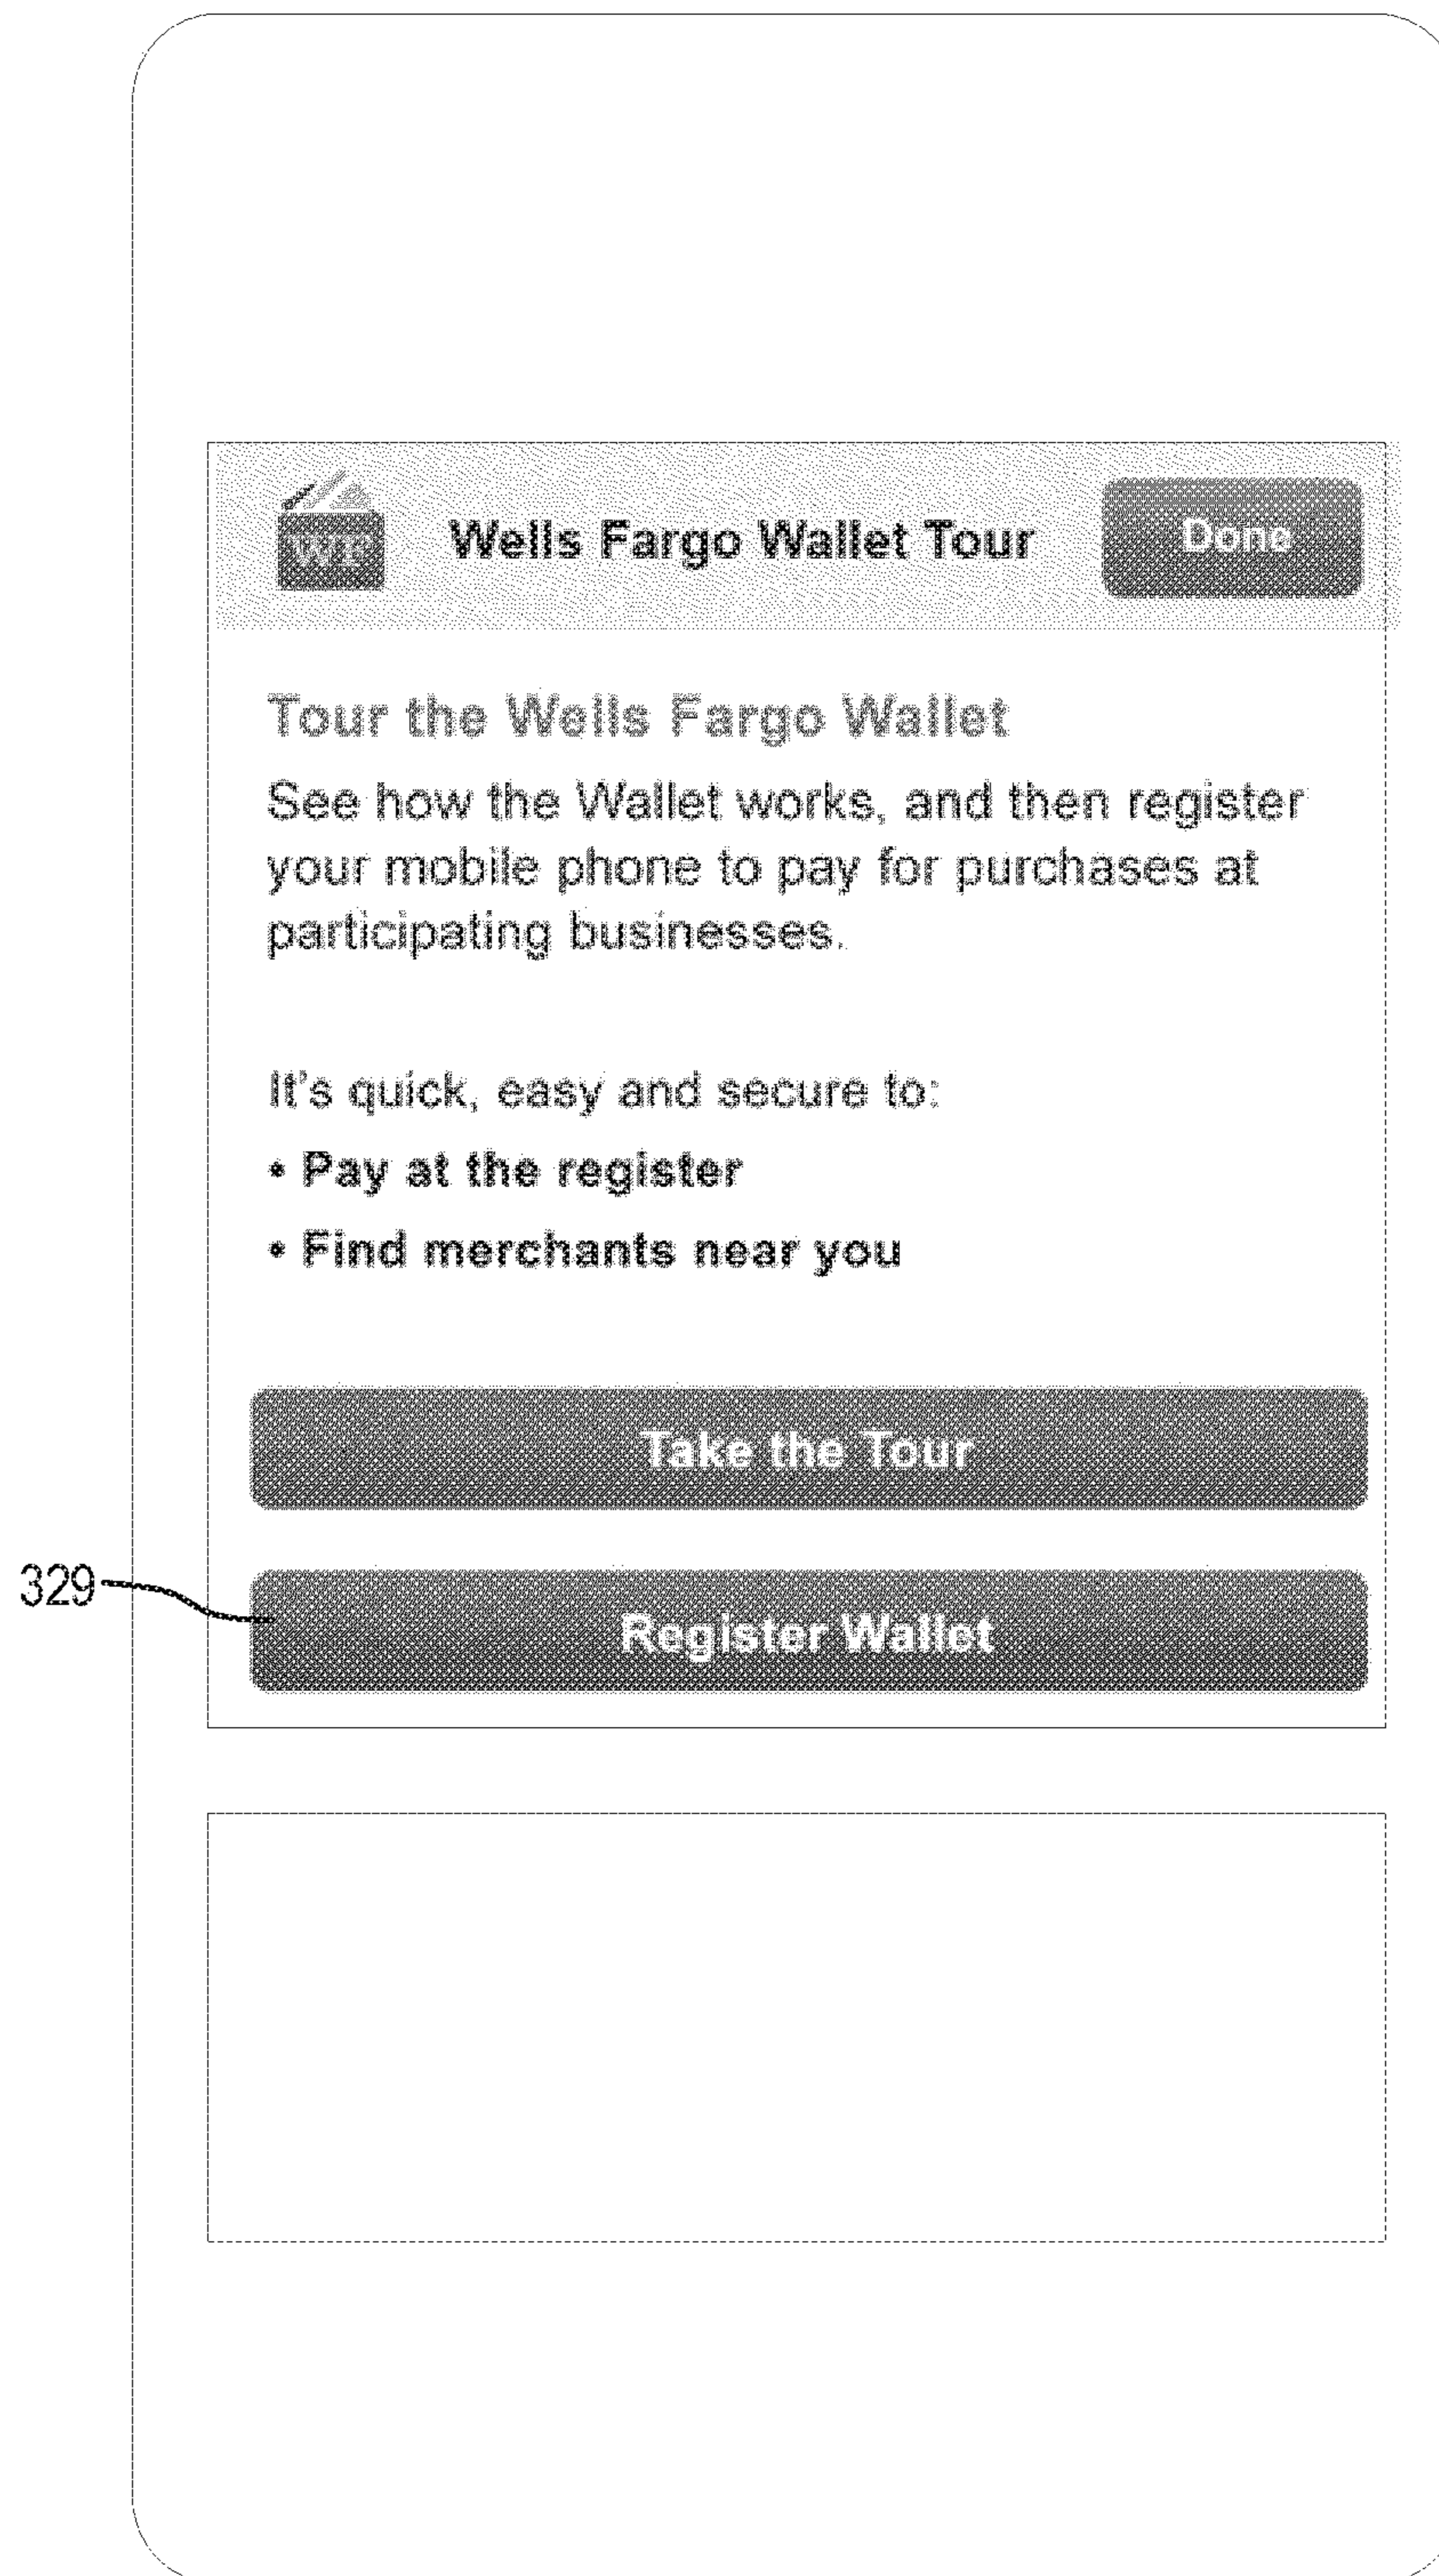 WF
Wells Fargo Wallet Tour
Done
Tour the Wells Fargo Wallet
See how the Wallet works, and then register
your mobile phone to pay for purchases at
participating businesses.
It's quick, easy and secure to:
• Pay at the register
• Find merchants near you
Take the Tour
329
Register Wallet